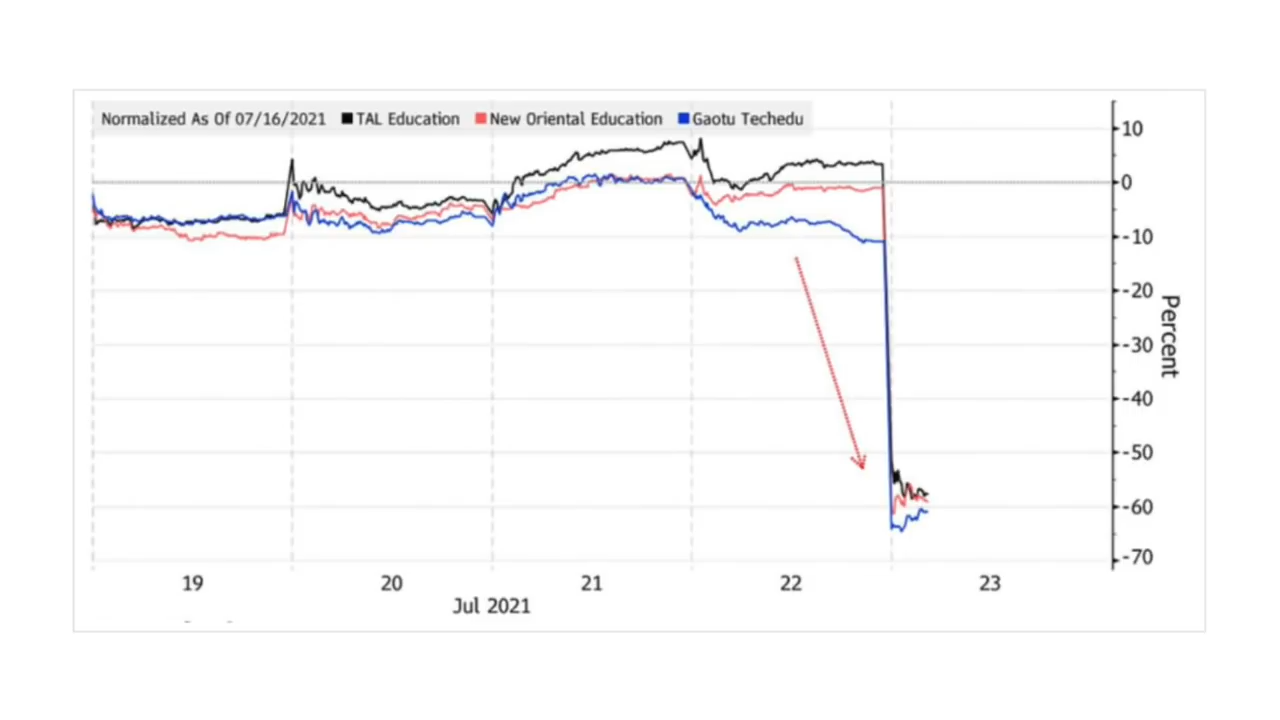 Normalized As Of 07/16/2021 TAL Education New Oriental Education Gaotu Techedu
10
0
-10
-20
-30
-40
-50
-60
-70
Percent
19 20 21 22 23
Jul 2021